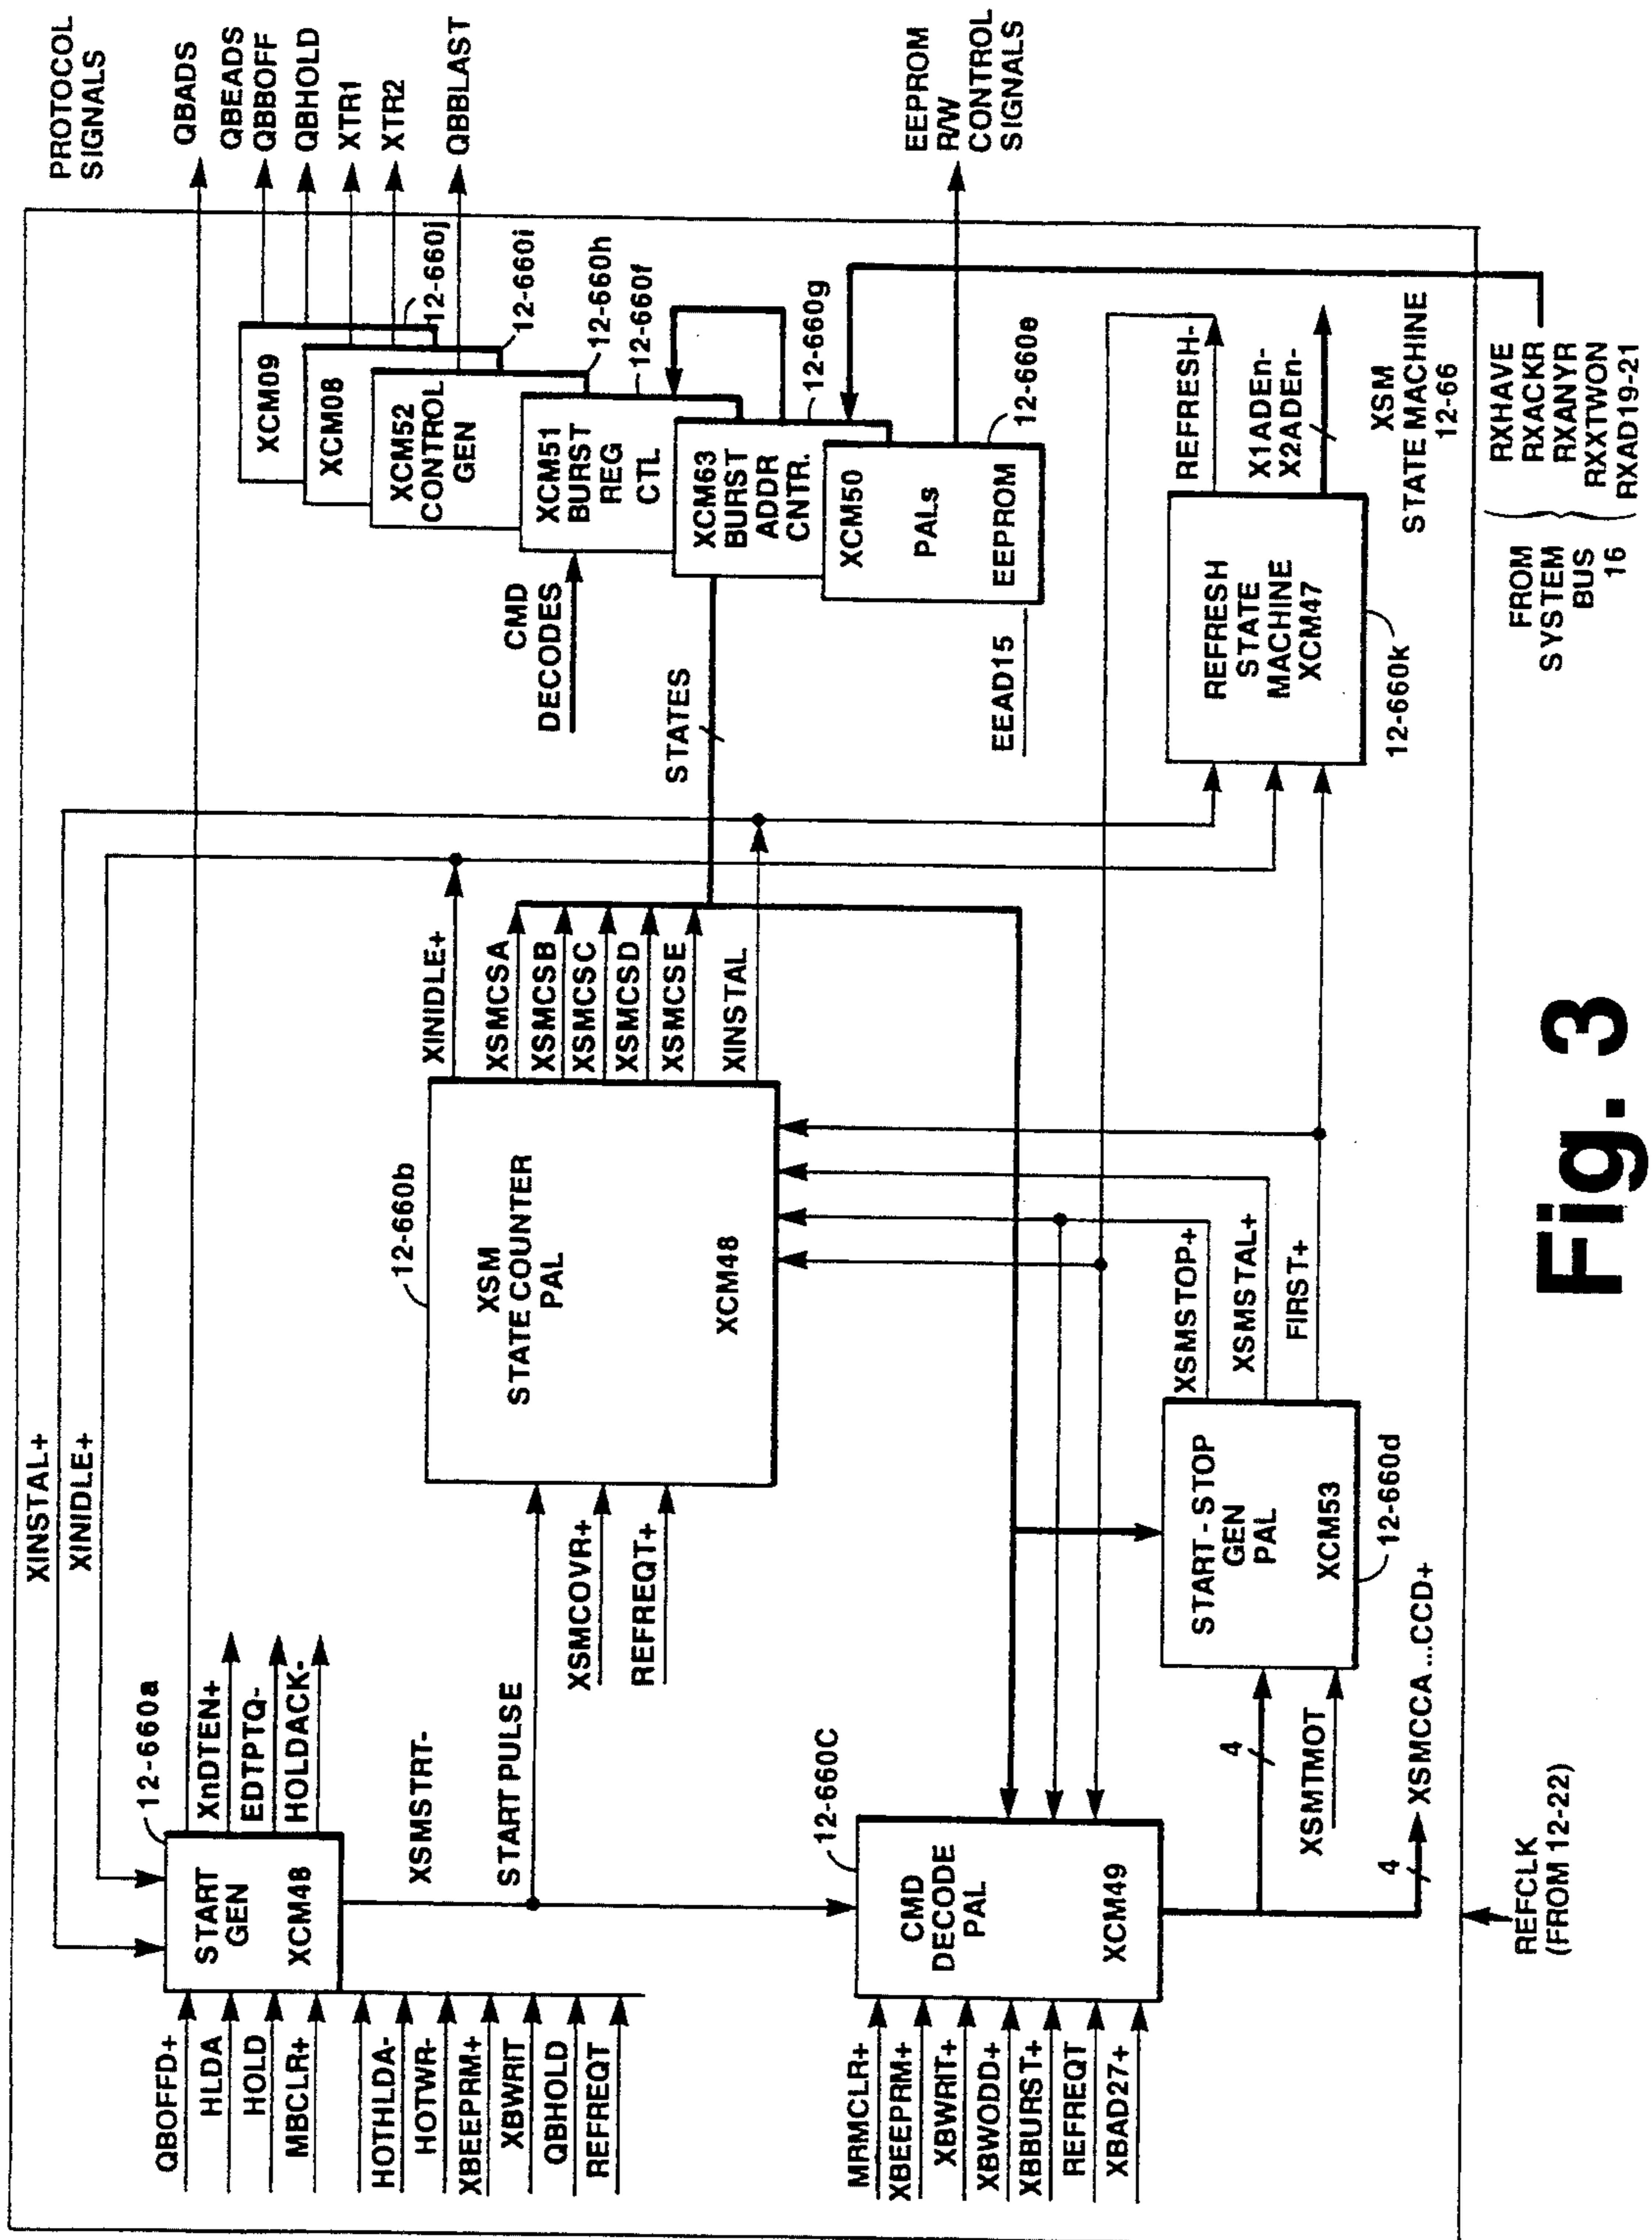 PROTOCOL
SIGNALS
XINSTAL+
XINIDLE+
QBADS
QBEADS
QBBOFF
QBHOLD
XTR1
XTR2
QBBLAST
EEPROM
R/W
CONTROL
SIGNALS
12-660a
START
GEN
XCM48
XnDTEN+
EDTPTQ-
HOLDACK-
QBOFFD+
HLDA
HOLD
MBCLR+
HOTHLDA-
HOTWR-
XBEEPRM+
XBWRIT
QBHOLD
REFREQT
XSMSTRT-
START PULSE
XSMCOVR+
REFREQT+
12-660b
XSM
STATE COUNTER
PAL
XCM48
XINIDLE+
XSMCSA
XSMCSB
XSMCSC
XSMCSD
XSMCSE
XINSTAL
XCM09
12-660j
XCM08
12-660i
XCM52
CONTROL
GEN
12-660h
XCM51
BURST
REG
CTL
12-660f
XCM63
BURST
ADDR
CNTR.
12-660g
XCM50
PALs
EEPROM
12-660e
CMD
DECODES
STATES
EEAD15
12-660C
CMD
DECODE
PAL
XCM49
MRMCLR+
XBEEPRM+
XBWRIT+
XBWODD+
XBBURST+
REFREQT
XBAD27+
4
XSMTMOT
4
XSMCCA...CCD+
START-STOP
GEN
PAL
XCM53
12-660d
XSMSTOP+
XSMSTAL+
FIRST+
REFRESH
STATE
MACHINE
XCM47
12-660k
REFRESH-
X1ADEn-
X2ADEn-
XSM
STATE MACHINE
12-66
REFCLK
(FROM 12-22)
FROM
SYSTEM
BUS
16
RXHAVE
RXACKR
RXANYR
RXXTWON
RXAD19-21
Fig. 3